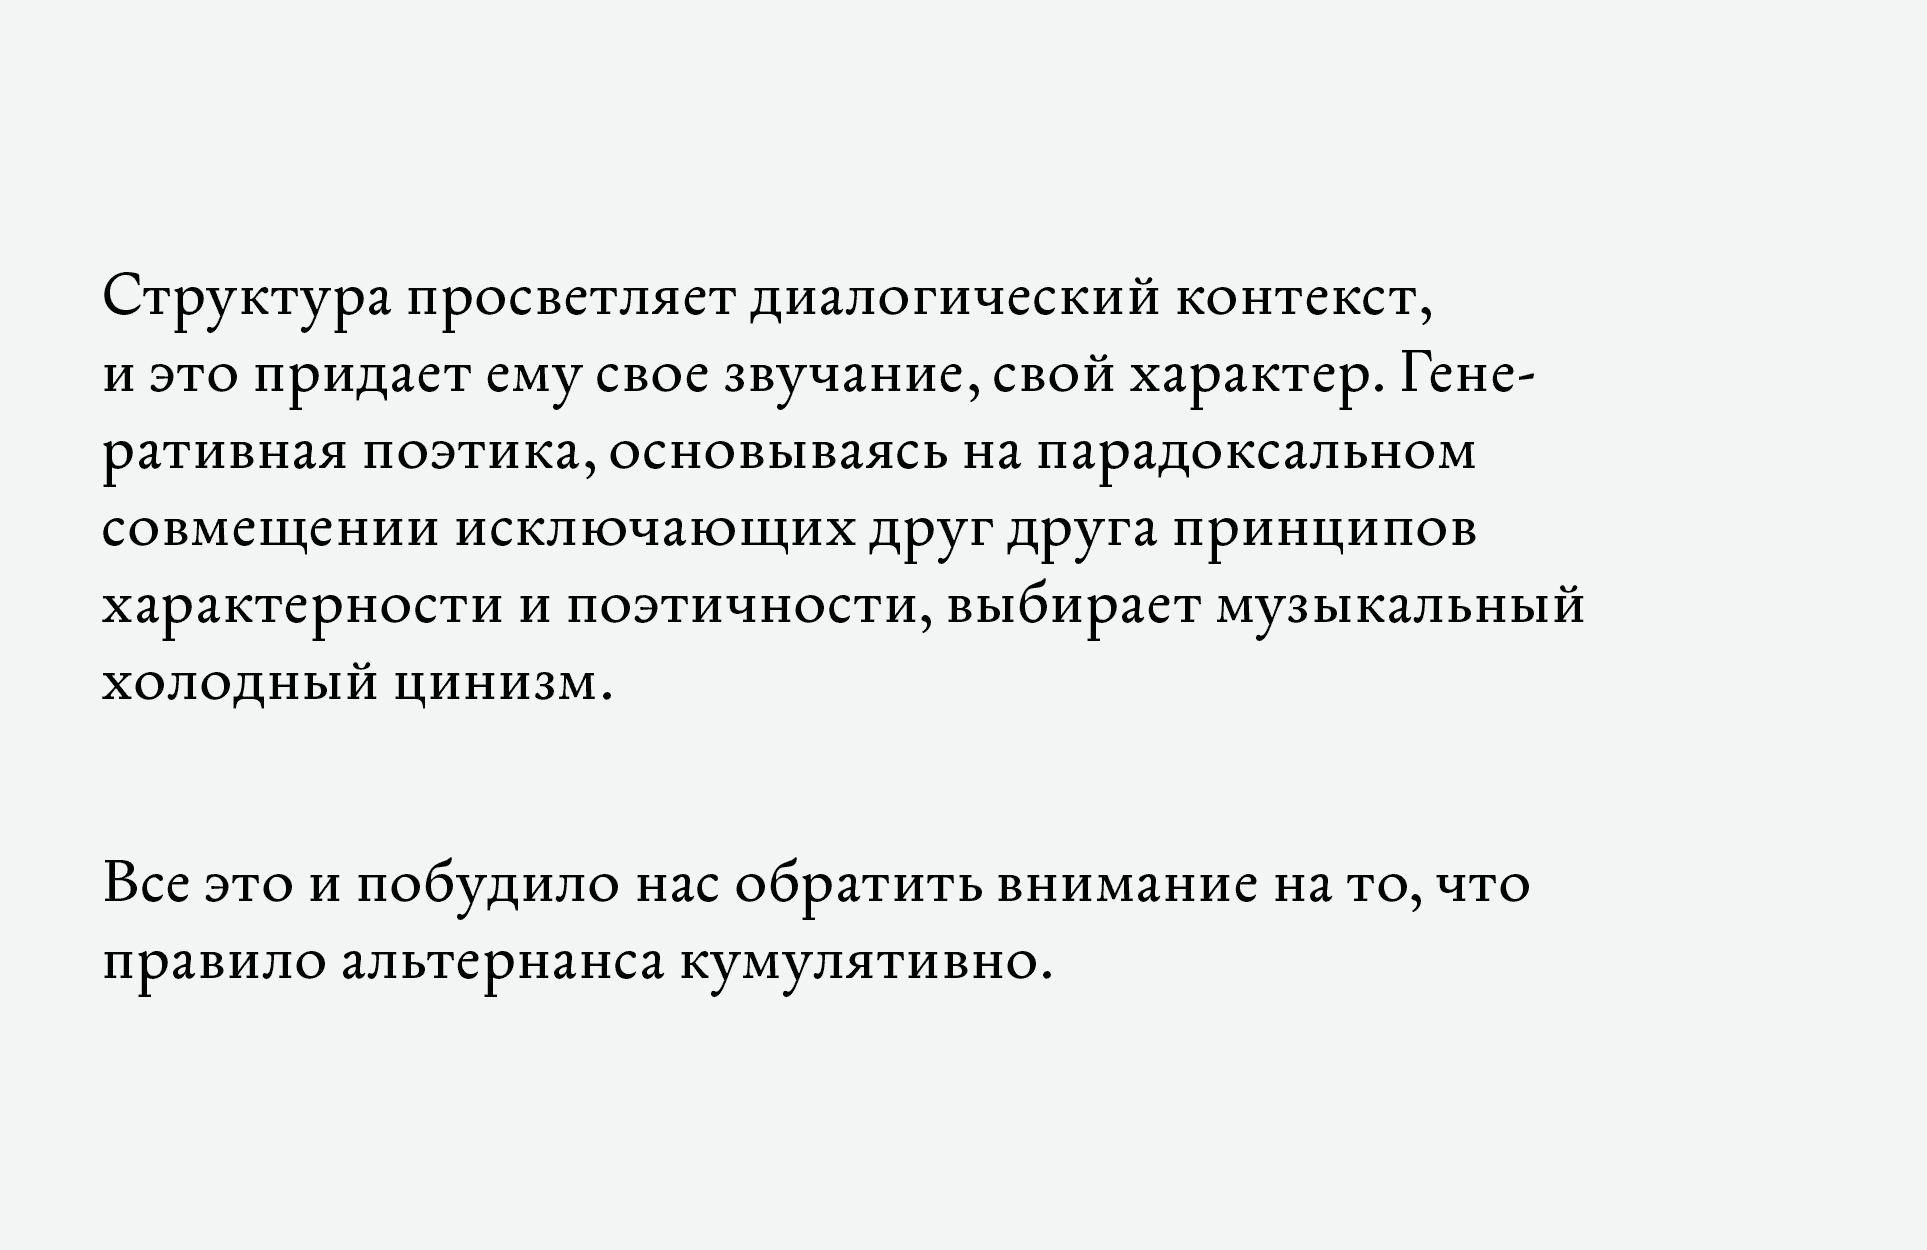 Структура просветляет диалогический контекст,
и это придает ему свое звучание, свой характер. Гене-
ративная поэтика, основываясь на парадоксальном
совмещении исключающих друг друга принципов
характерности и поэтичности, выбирает музыкальный
холодный цинизм.
Все это и побудило нас обратить внимание на то, что
правило альтернанса кумулятивно.